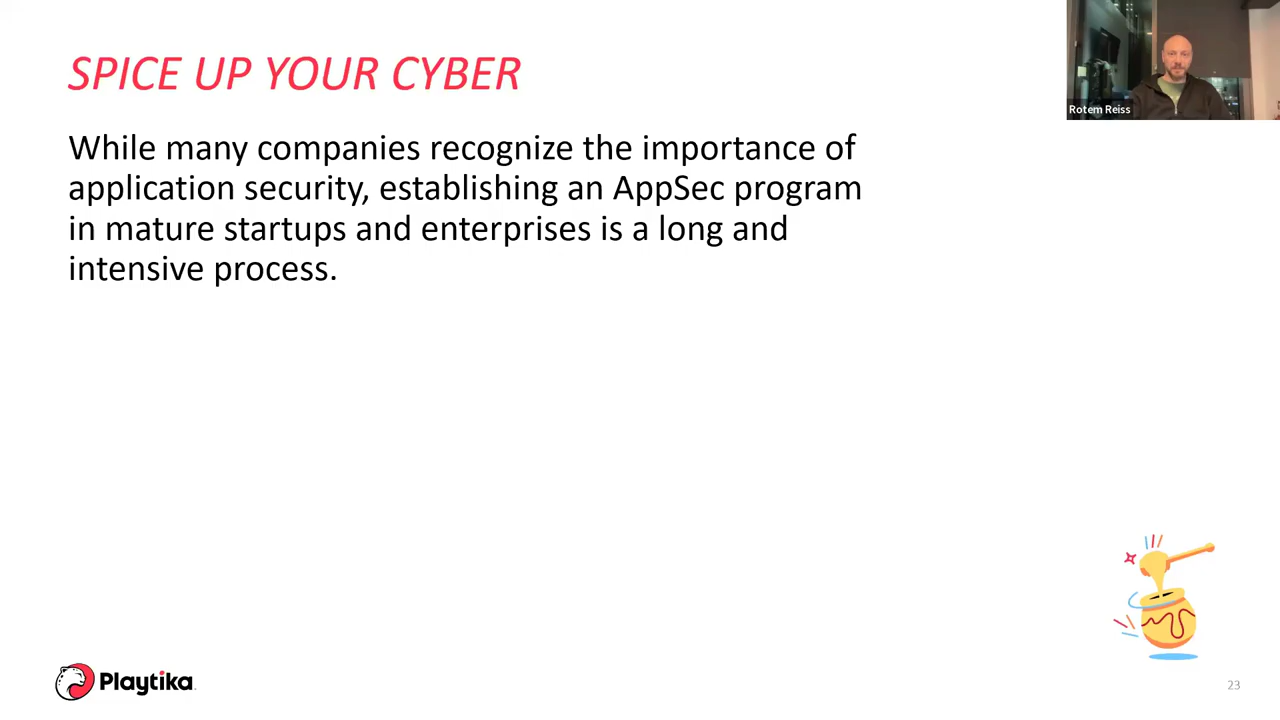 SPICE UP YOUR CYBER
Rotem Reiss
While many companies recognize the importance of
application security, establishing an AppSec program
in mature startups and enterprises is a long and
intensive process.
Playtika
23